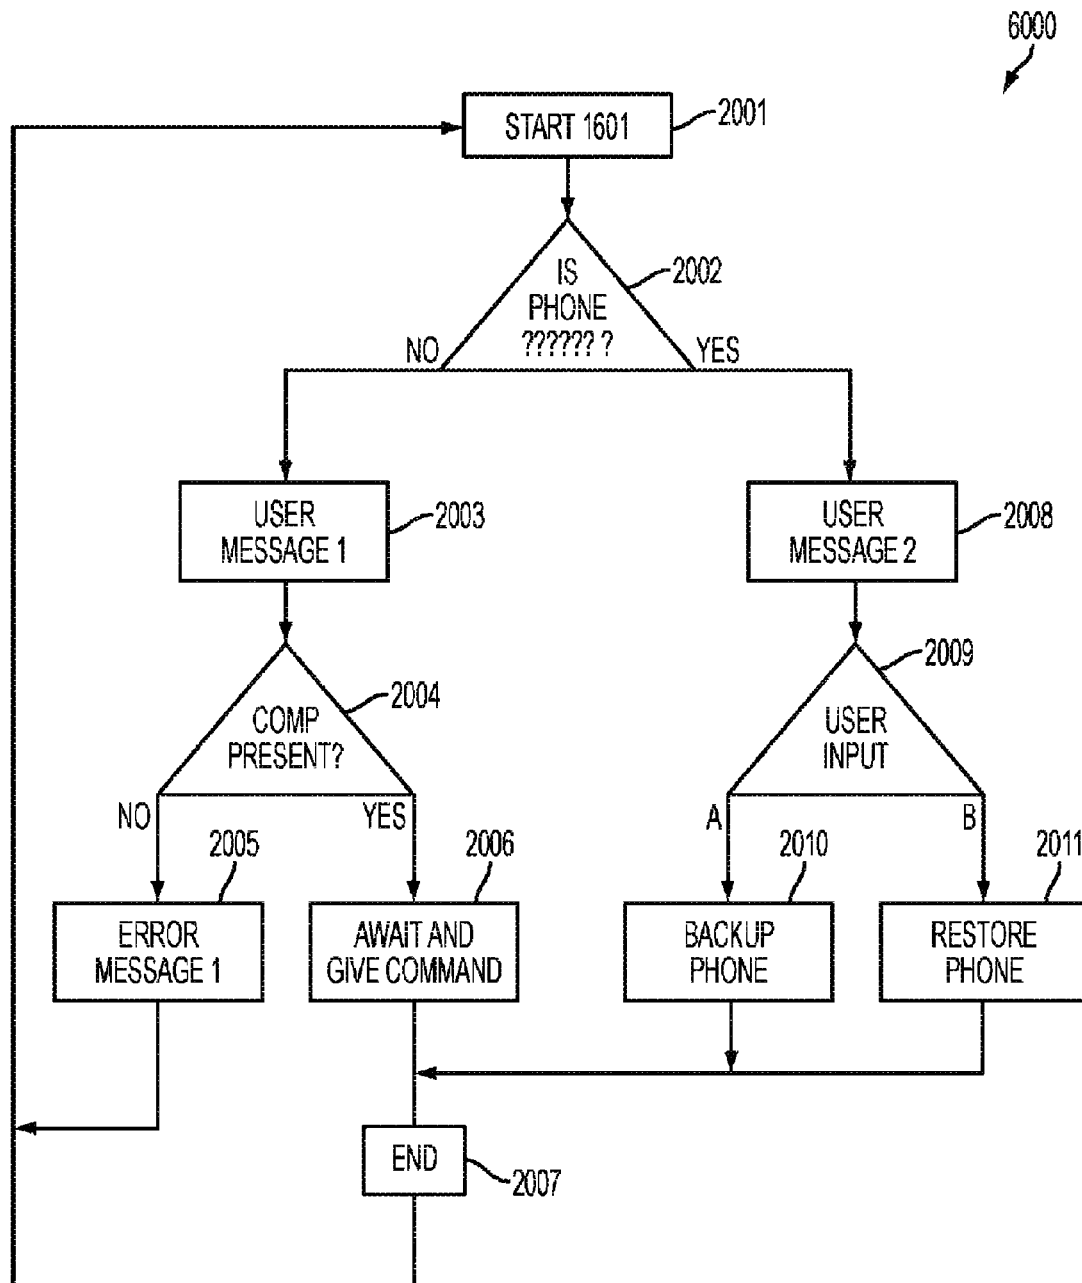 6000
START 1601
2001
IS
PHONE
?????? ?
2002
NO
YES
USER
MESSAGE 1
2003
USER
MESSAGE 2
2008
COMP
PRESENT?
2004
USER
INPUT
2009
NO
YES
A
B
2005
2006
2010
2011
ERROR
MESSAGE 1
AWAIT AND
GIVE COMMAND
BACKUP
PHONE
RESTORE
PHONE
END
2007